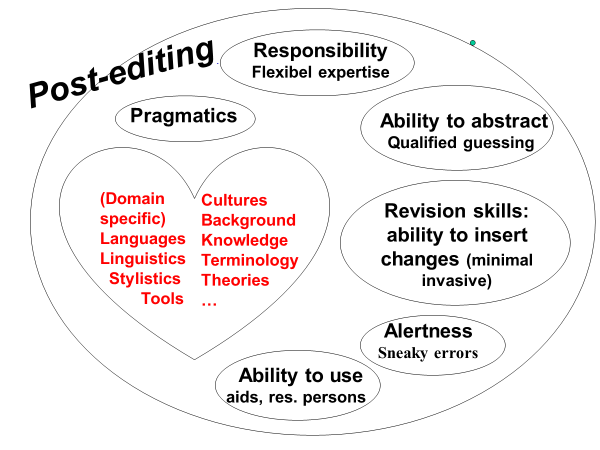 Post-editing
Responsibility
Flexibel expertise
Pragmatics
Ability to abstract
Qualified guessing
(Domain
specific)
Languages
Linguistics
Stylistics
Tools
Cultures
Background
Knowledge
Terminology
Theories
…
Revision skills:
ability to insert
changes (minimal
invasive)
Alertness
Sneaky errors
Ability to use
aids, res. persons